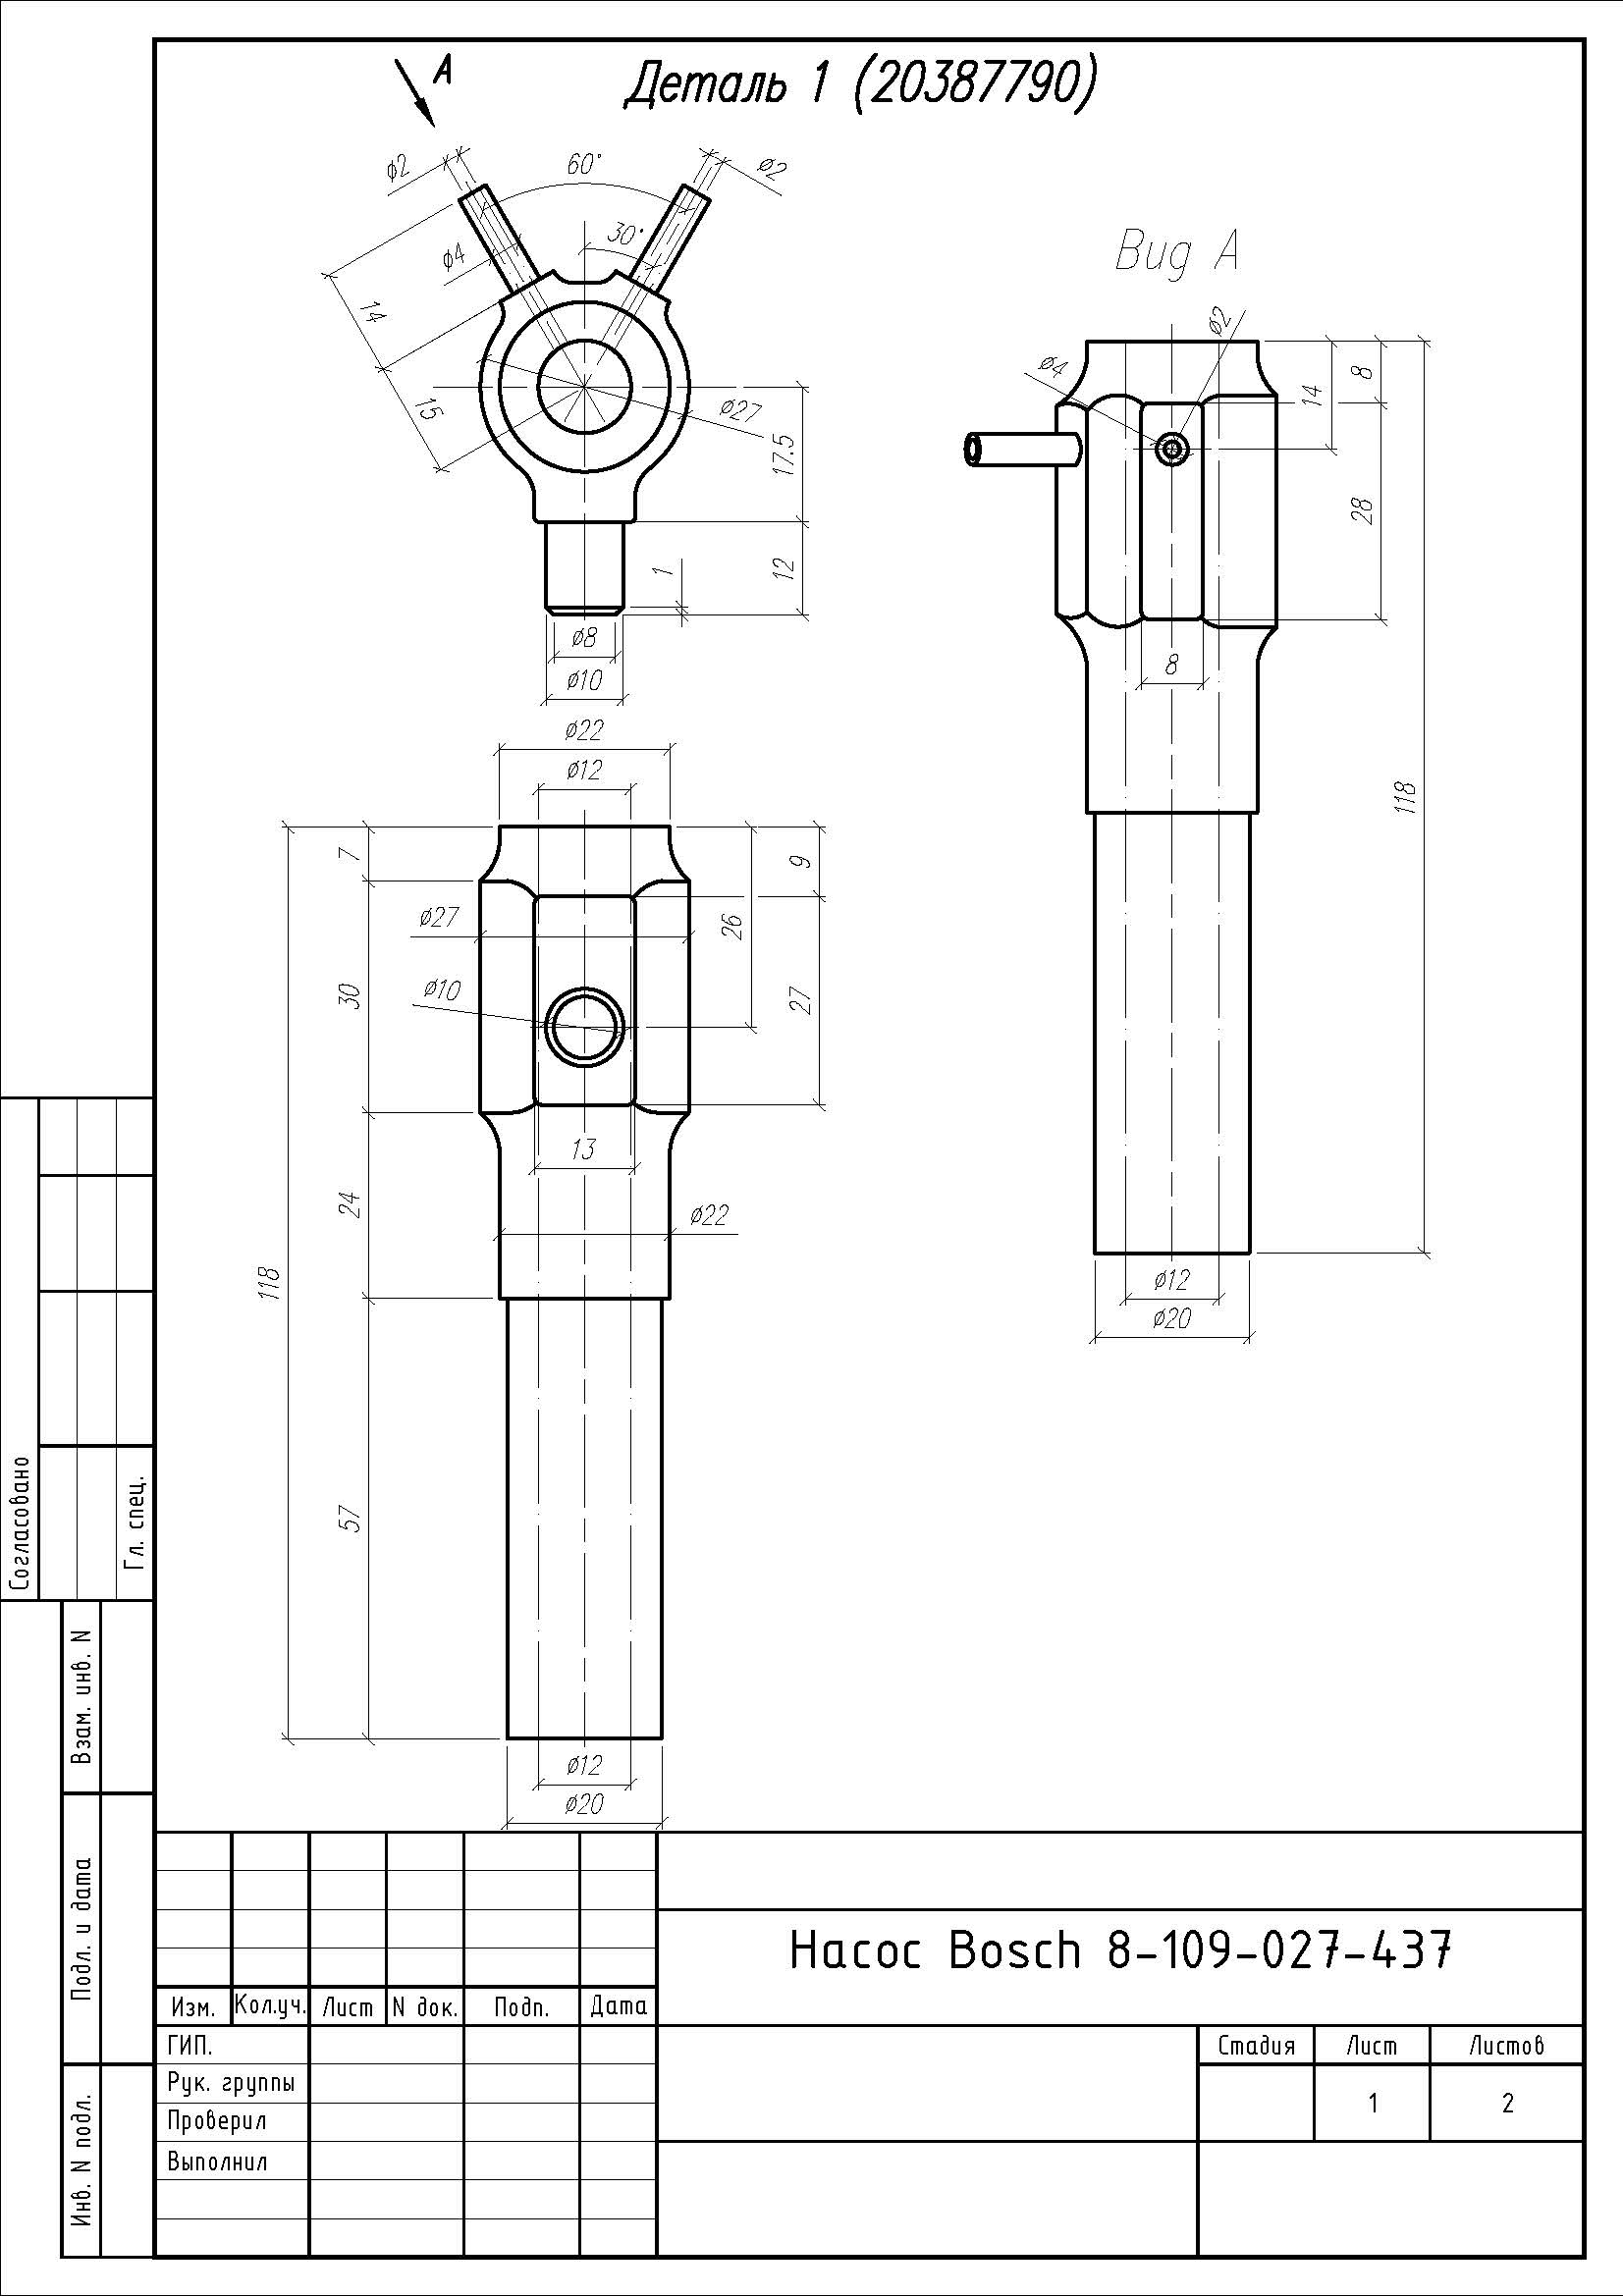 Деталь 1 (20387790)
А
ø2
60°
ø2
30°
ø4
14
15
ø27
17.5
12
1
ø8
ø10
Вид А
ø2
ø4
14
8
28
8
118
ø12
ø20
ø22
ø12
7
9
26
ø27
ø10
30
27
13
24
ø22
118
57
ø12
ø20
Согласовано
Гл. спец.
Взам. инв. N
Подл. и дата
Инв. N подл.
Насос Bosch 8-109-027-437
Изм. Кол.уч. Лист N док. Подп. Дата
ГИП.
Рук. группы
Проверил
Выполнил
Стадия Лист Листов
1 2